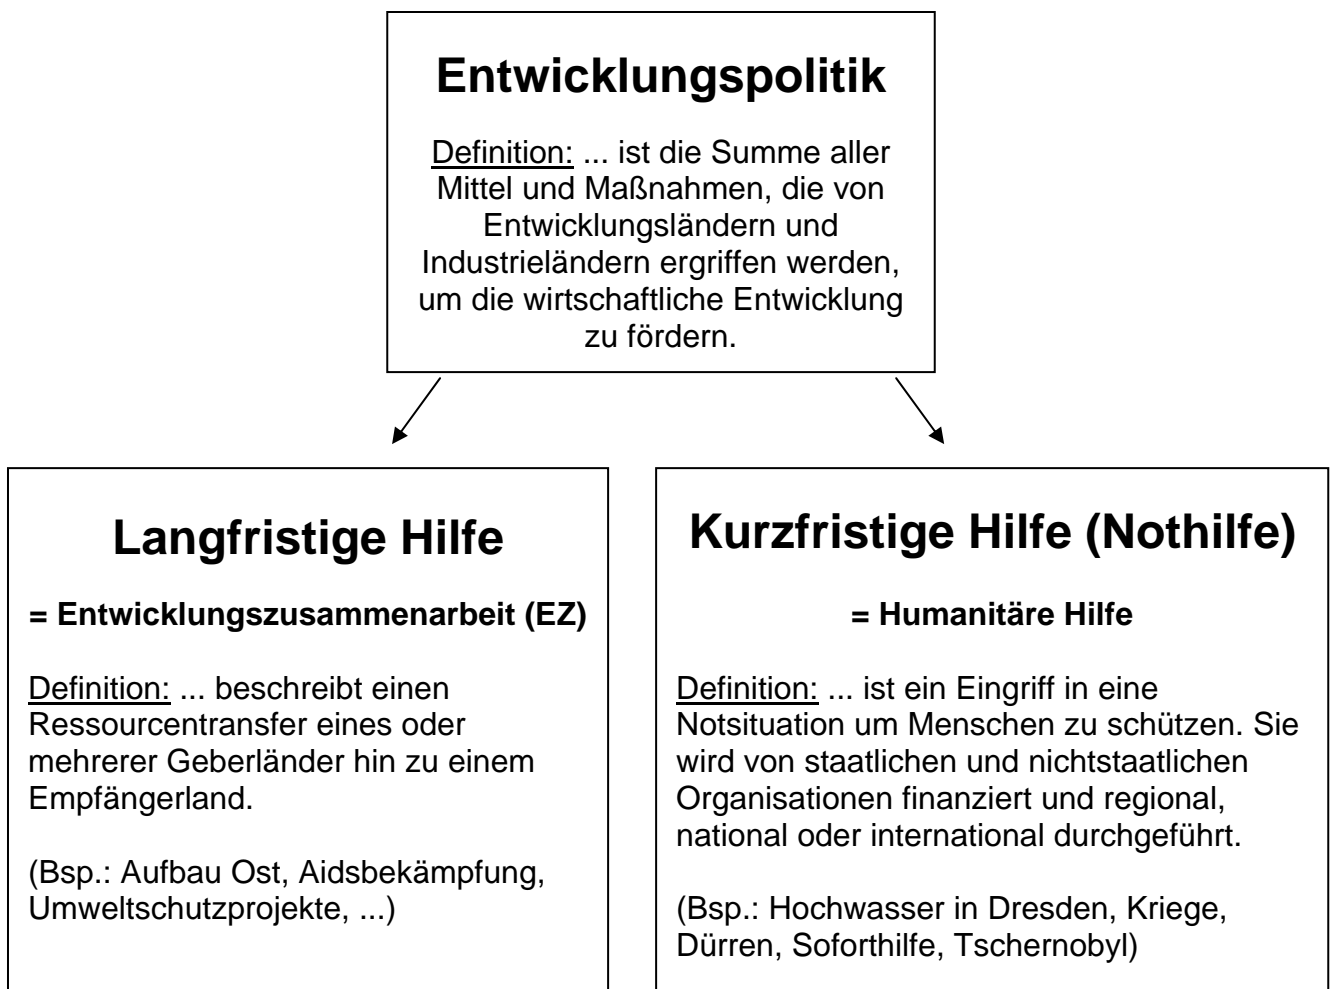 Entwicklungspolitik
Definition: ... ist die Summe aller
Mittel und Maßnahmen, die von
Entwicklungsländern und
Industrieländern ergriffen werden,
um die wirtschaftliche Entwicklung
zu fördern.
Langfristige Hilfe
= Entwicklungszusammenarbeit (EZ)
Definition: ... beschreibt einen
Ressourcentransfer eines oder
mehrerer Geberländer hin zu einem
Empfängerland.
(Bsp.: Aufbau Ost, Aidsbekämpfung,
Umweltschutzprojekte, ...)
Kurzfristige Hilfe (Nothilfe)
= Humanitäre Hilfe
Definition: ... ist ein Eingriff in eine
Notsituation um Menschen zu schützen. Sie
wird von staatlichen und nichtstaatlichen
Organisationen finanziert und regional,
national oder international durchgeführt.
(Bsp.: Hochwasser in Dresden, Kriege,
Dürren, Soforthilfe, Tschernobyl)